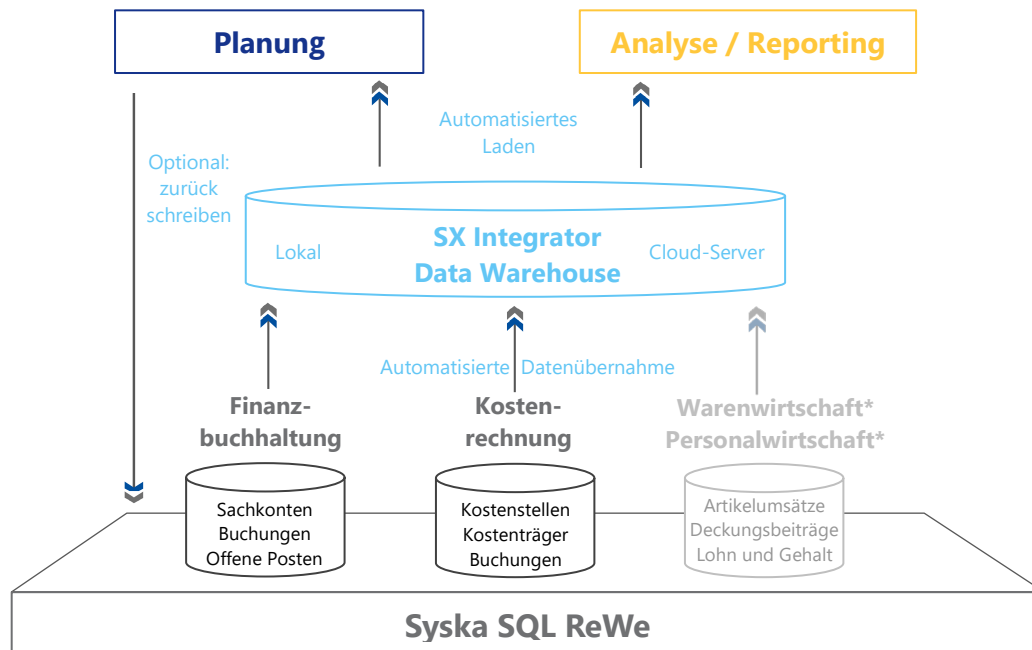 Planung
Analyse / Reporting
Automatisiertes
Laden
Optional:
zurück
schreiben
Lokal
SX Integrator
Data Warehouse
Cloud-Server
Automatisierte Datenübernahme
Finanz-
buchhaltung
Kosten-
rechnung
Warenwirtschaft*
Personalwirtschaft*
Sachkonten
Buchungen
Offene Posten
Kostenstellen
Kostenträger
Buchungen
Artikelumsätze
Deckungsbeiträge
Lohn und Gehalt
Syska SQL ReWe